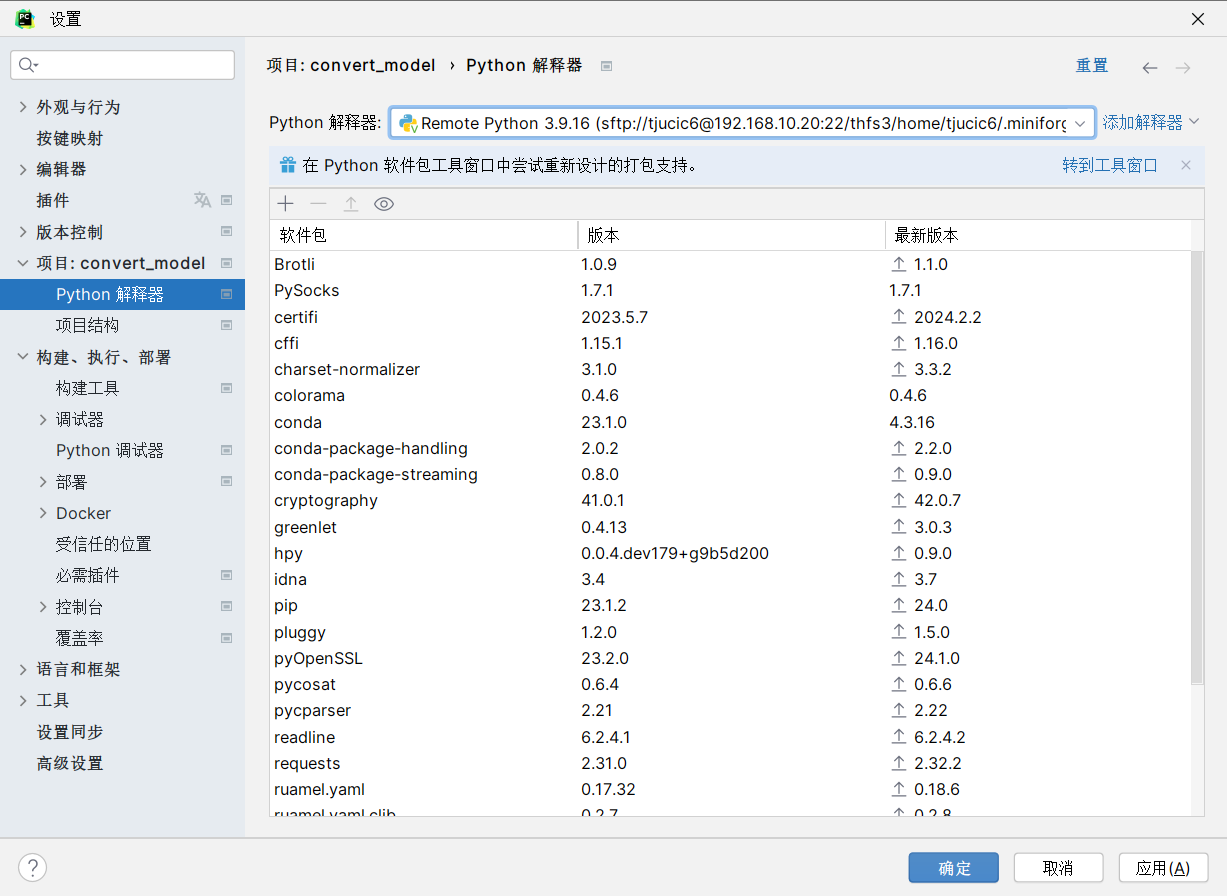 设置
项目: convert_model › Python 解释器
重置
Python 解释器: Remote Python 3.9.16 (sftp://tjucic6@192.168.10.20:22/thfs3/home/tjucic6/.miniforg 添加解释器
在 Python 软件包工具窗口中尝试重新设计的打包支持。 转到工具窗口
外观与行为
按键映射
编辑器
插件
版本控制
项目: convert_model
Python 解释器
项目结构
构建、执行、部署
构建工具
调试器
Python 调试器
部署
Docker
受信任的位置
必需插件
控制台
覆盖率
语言和框架
工具
设置同步
高级设置
软件包 版本 最新版本
Brotli 1.0.9 1.1.0
PySocks 1.7.1 1.7.1
certifi 2023.5.7 2024.2.2
cffi 1.15.1 1.16.0
charset-normalizer 3.1.0 3.3.2
colorama 0.4.6 0.4.6
conda 23.1.0 4.3.16
conda-package-handling 2.0.2 2.2.0
conda-package-streaming 0.8.0 0.9.0
cryptography 41.0.1 42.0.7
greenlet 0.4.13 3.0.3
hpy 0.0.4.dev179+g9b5d200 0.9.0
idna 3.4 3.7
pip 23.1.2 24.0
pluggy 1.2.0 1.5.0
pyOpenSSL 23.2.0 24.1.0
pycosat 0.6.4 0.6.6
pycparser 2.21 2.22
readline 6.2.4.1 6.2.4.2
requests 2.31.0 2.32.2
ruamel.yaml 0.17.32 0.18.6
ruamel.yaml.clib 0.2.7 0.2.8
? 确定 取消 应用(A)